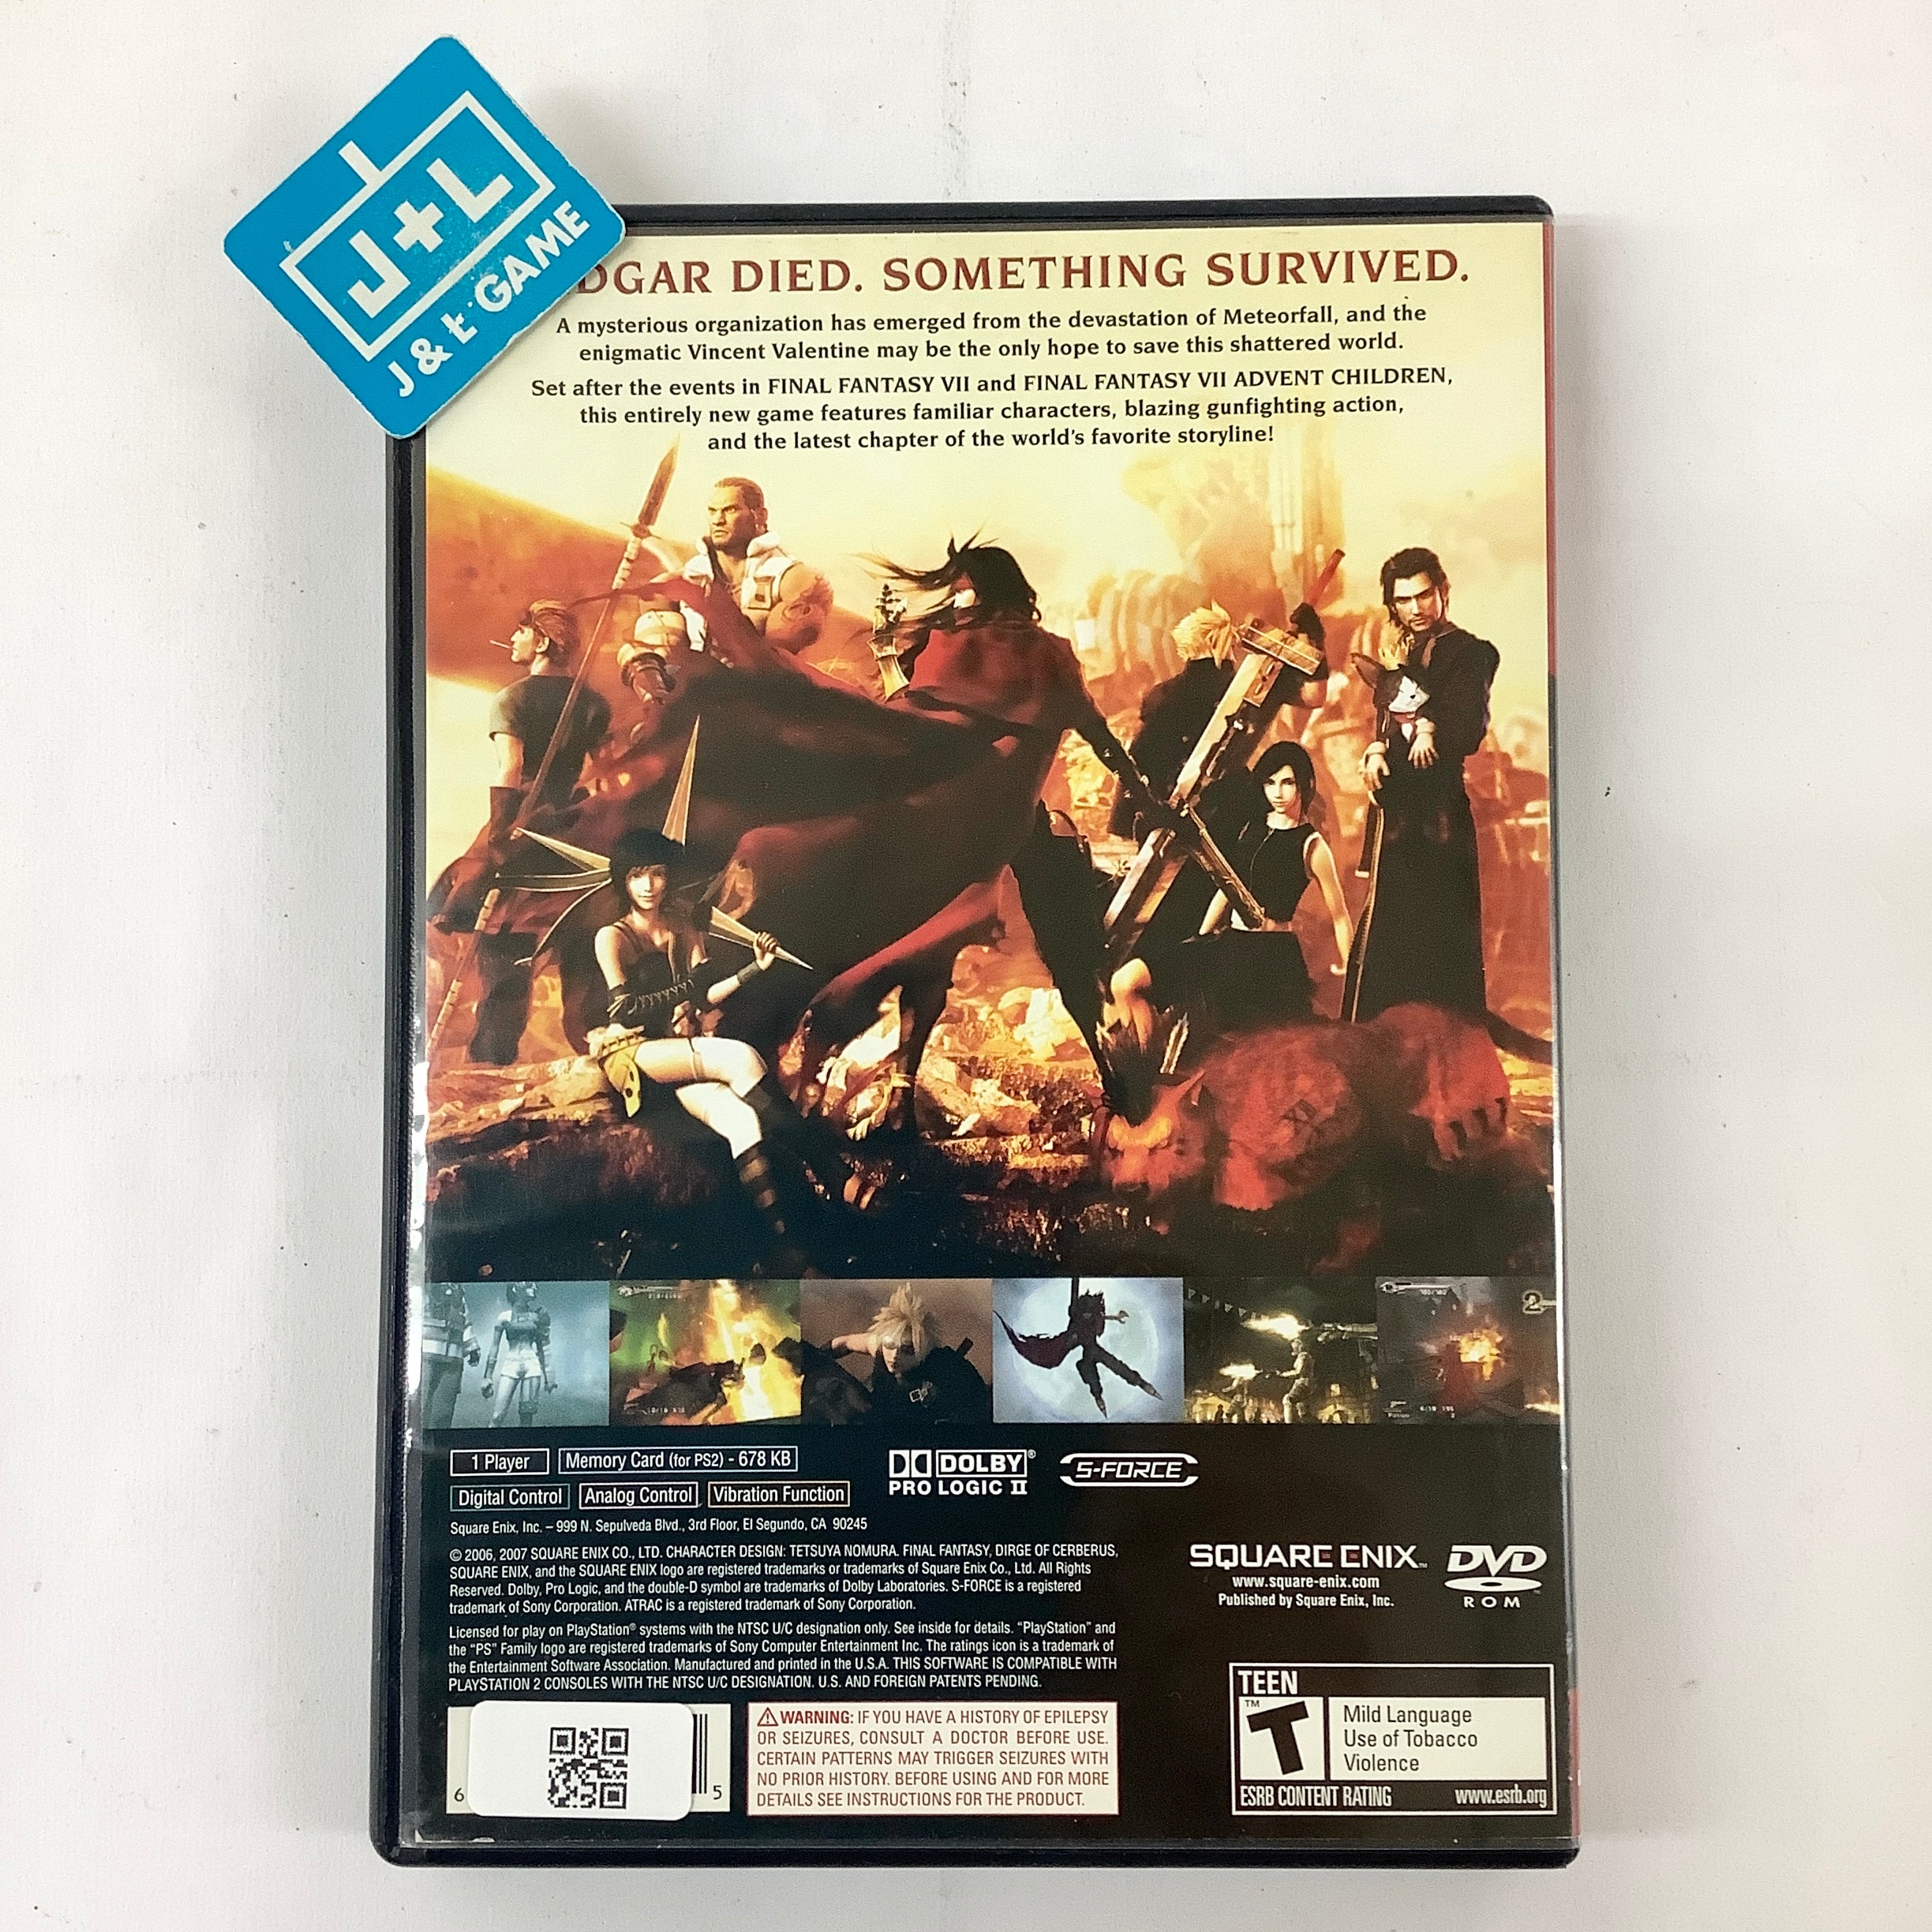 J+L
J & L GAME
DGAR DIED. SOMETHING SURVIVED.
A mysterious organization has emerged from the devastation of Meteorfall, and the
enigmatic Vincent Valentine may be the only hope to save this shattered world.
Set after the events in FINAL FANTASY VII and FINAL FANTASY VII ADVENT CHILDREN,
this entirely new game features familiar characters, blazing gunfighting action,
and the latest chapter of the world's favorite storyline!
XIII
1 Player
Memory Card (for PS2) - 678 KB
Digital Control
Analog Control
Vibration Function
DOLBY®
PRO LOGIC II
S-FORCE
Square Enix, Inc. – 999 N. Sepulveda Blvd., 3rd Floor, El Segundo, CA 90245
© 2006, 2007 SQUARE ENIX CO., LTD. CHARACTER DESIGN: TETSUYA NOMURA. FINAL FANTASY, DIRGE OF CERBERUS,
SQUARE ENIX, and the SQUARE ENIX logo are registered trademarks or trademarks of Square Enix Co., Ltd. All Rights
Reserved. Dolby, Pro Logic, and the double-D symbol are trademarks of Dolby Laboratories. S-FORCE is a registered
trademark of Sony Corporation. ATRAC is a registered trademark of Sony Corporation.
Licensed for play on PlayStation® systems with the NTSC U/C designation only. See inside for details. "PlayStation" and
the "PS" Family logo are registered trademarks of Sony Computer Entertainment Inc. The ratings icon is a trademark of
the Entertainment Software Association. Manufactured and printed in the U.S.A. THIS SOFTWARE IS COMPATIBLE WITH
PLAYSTATION 2 CONSOLES WITH THE NTSC U/C DESIGNATION. U.S. AND FOREIGN PATENTS PENDING.
SQUARE ENIX™
www.square-enix.com
Published by Square Enix, Inc.
DVD
ROM
6
5
WARNING: IF YOU HAVE A HISTORY OF EPILEPSY
OR SEIZURES, CONSULT A DOCTOR BEFORE USE.
CERTAIN PATTERNS MAY TRIGGER SEIZURES WITH
NO PRIOR HISTORY. BEFORE USING AND FOR MORE
DETAILS SEE INSTRUCTIONS FOR THE PRODUCT.
TEEN
T™
Mild Language
Use of Tobacco
Violence
ESRB CONTENT RATING
www.esrb.org